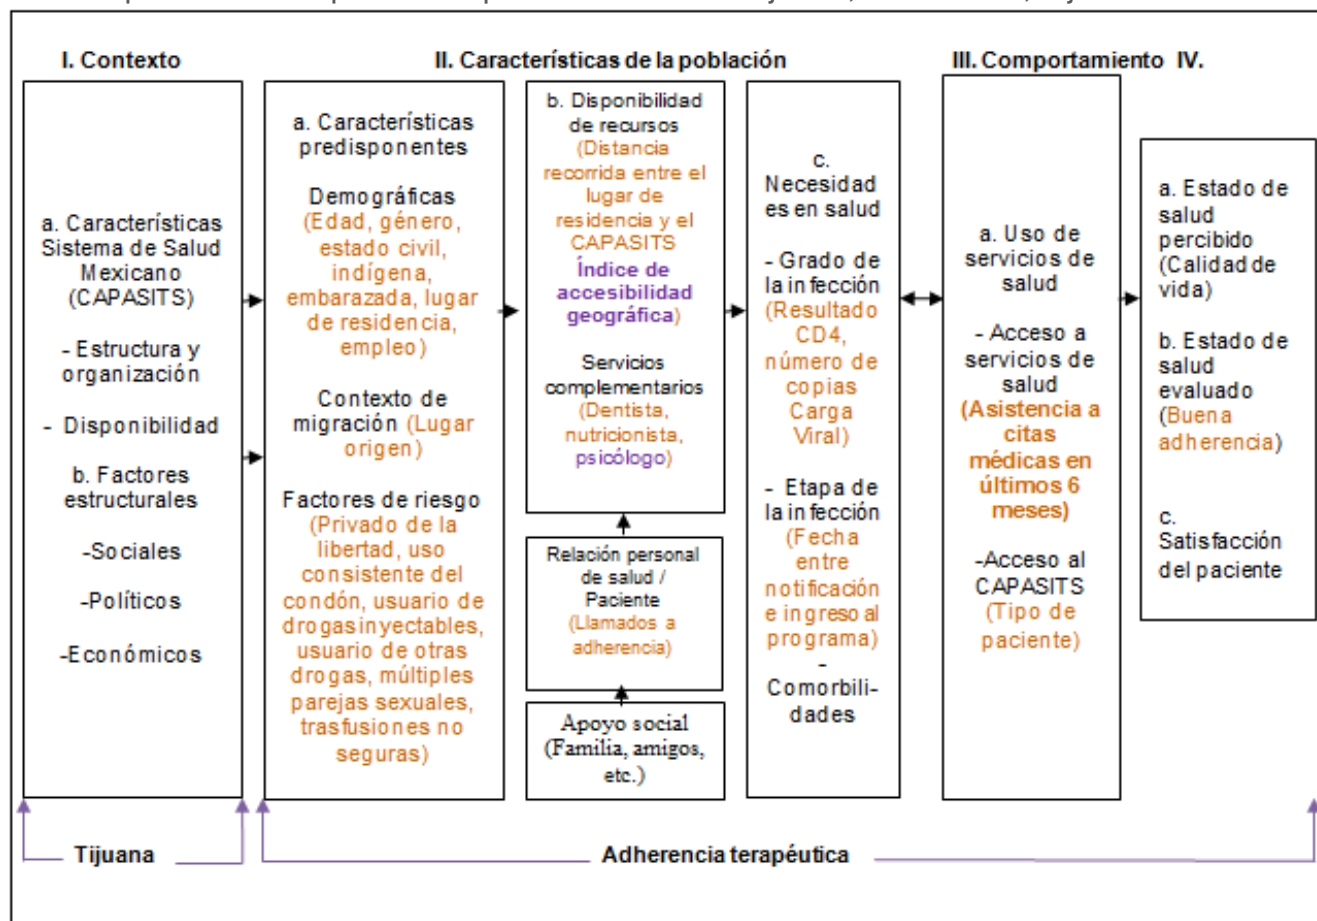 I. Contexto
II. Características de la población
III. Comportamiento IV.
a. Características
Sistema de Salud
Mexicano
(CAPASITS)
- Estructura y
organización
- Disponibilidad
b. Factores
estructurales
-Sociales
-Políticos
-Económicos
a. Características
predisponentes
Demográficas
(Edad, género,
estado civil,
indígena,
embarazada, lugar
de residencia,
empleo)
Contexto de
migración (Lugar
origen)
Factores de riesgo
(Privado de la
libertad, uso
consistente del
condón, usuario de
drogas inyectables,
usuario de otras
drogas, múltiples
parejas sexuales,
trasfusiones no
seguras)
b. Disponibilidad
de recursos
(Distancia
recorrida entre el
lugar de
residencia y el
CAPASITS
Índice de
accesibilidad
geográfica)
Servicios
complementarios
(Dentista,
nutricionista,
psicólogo)
Relación personal
de salud /
Paciente
(Llamados a
adherencia)
Apoyo social
(Familia, amigos,
etc.)
c.
Necesidad
es en salud
- Grado de
la infección
(Resultado
CD4,
número de
copias
Carga
Viral)
- Etapa de
la infección
(Fecha
entre
notificación
e ingreso al
programa)
-
Comorbili-
dades
a. Uso de
servicios de
salud
- Acceso a
servicios de
salud
(Asistencia a
citas
médicas en
últimos 6
meses)
-Acceso al
CAPASITS
(Tipo de
paciente)
a. Estado de
salud
percibido
(Calidad de
vida)
b. Estado de
salud
evaluado
(Buena
adherencia)
c.
Satisfacción
del paciente
Tijuana
Adherencia terapéutica